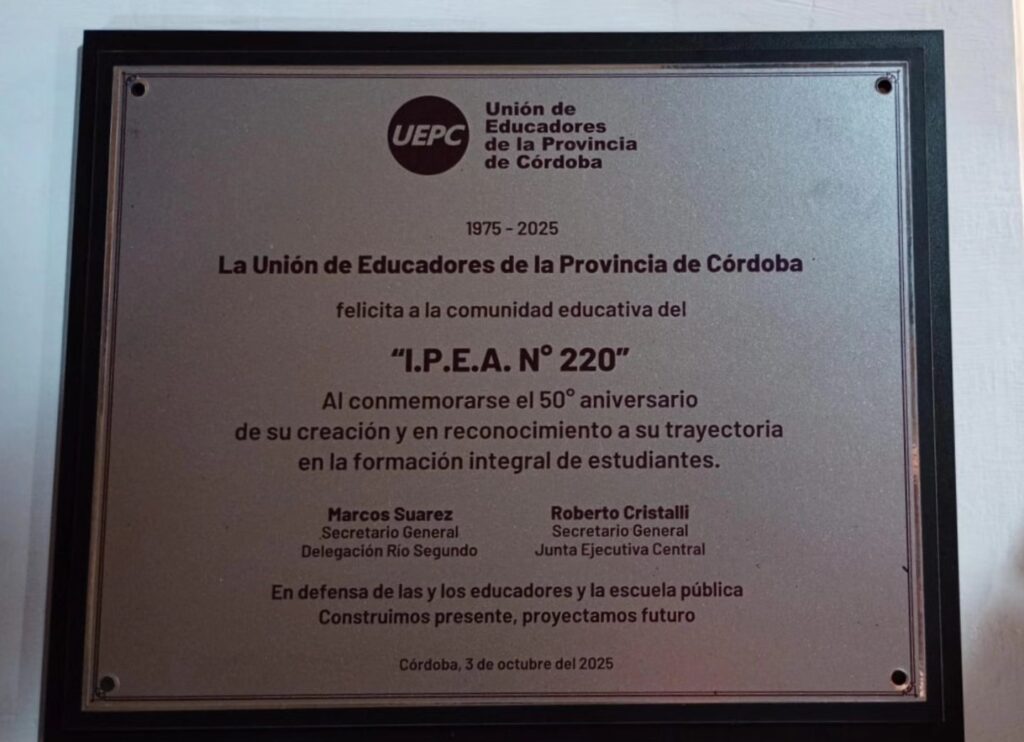 UEPC
Unión de
Educadores
de la Provincia
de Córdoba
1975 - 2025
La Unión de Educadores de la Provincia de Córdoba
felicita a la comunidad educativa del
“I.P.E.A. N° 220”
Al conmemorarse el 50° aniversario
de su creación y en reconocimiento a su trayectoria
en la formación integral de estudiantes.
Marcos Suarez
Secretario General
Delegación Río Segundo
Roberto Cristalli
Secretario General
Junta Ejecutiva Central
En defensa de las y los educadores y la escuela pública
Construimos presente, proyectamos futuro
Córdoba, 3 de octubre del 2025